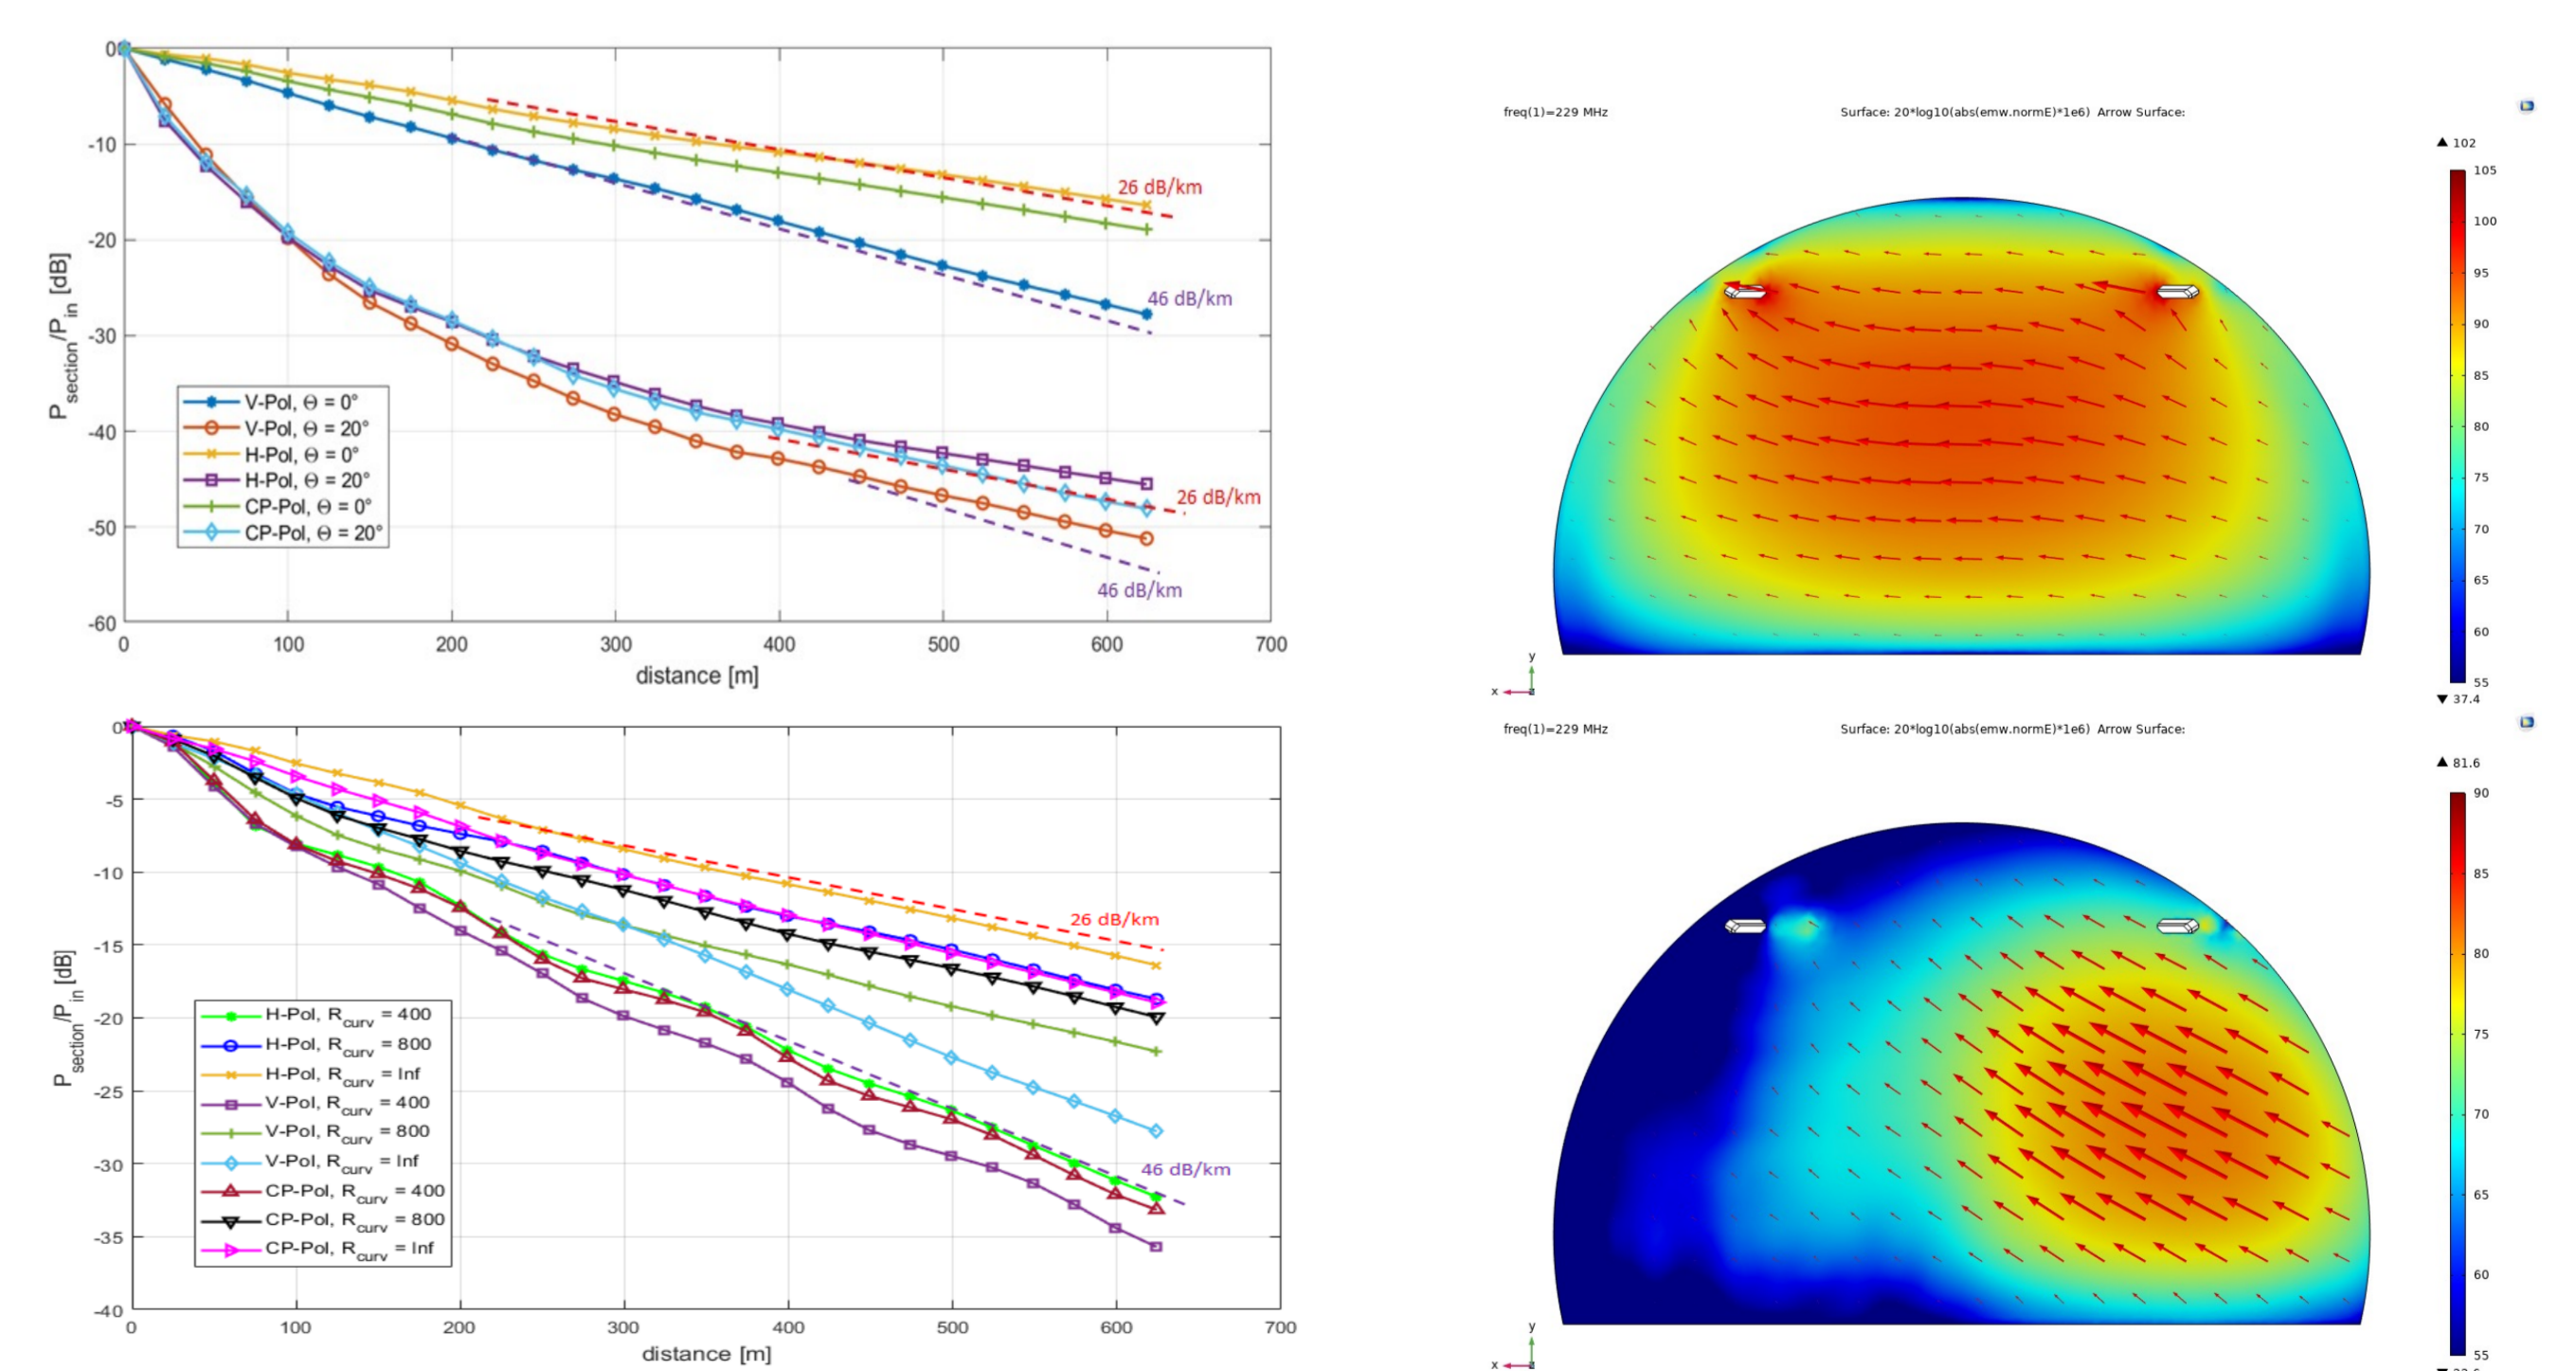 0
-10
-20
-30
-40
-50
-60
P_section/P_in [dB]
26 dB/km
46 dB/km
26 dB/km
46 dB/km
V-Pol, Θ = 0°
V-Pol, Θ = 20°
H-Pol, Θ = 0°
H-Pol, Θ = 20°
CP-Pol, Θ = 0°
CP-Pol, Θ = 20°
0 100 200 300 400 500 600 700
distance [m]
freq(1)=229 MHz Surface: 20*log10(abs(emw.normE)*1e6) Arrow Surface:
▲ 102
105
100
95
90
85
80
75
70
65
60
55
▼ 37.4
y
x
0
-5
-10
-15
-20
-25
-30
-35
-40
P_section/P_in [dB]
26 dB/km
46 dB/km
H-Pol, R_curv = 400
H-Pol, R_curv = 800
H-Pol, R_curv = Inf
V-Pol, R_curv = 400
V-Pol, R_curv = 800
V-Pol, R_curv = Inf
CP-Pol, R_curv = 400
CP-Pol, R_curv = 800
CP-Pol, R_curv = Inf
0 100 200 300 400 500 600 700
distance [m]
freq(1)=229 MHz Surface: 20*log10(abs(emw.normE)*1e6) Arrow Surface:
▲ 81.6
90
85
80
75
70
65
60
55
y
x